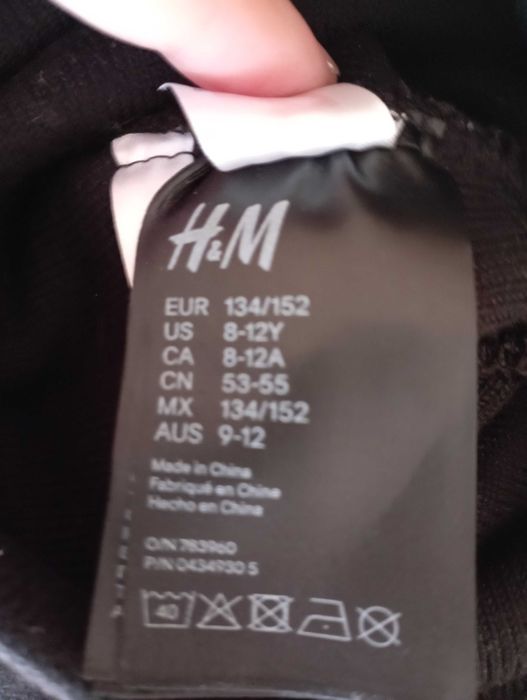 H&M
EUR 134/152
US 8-12Y
CA 8-12A
CN 53-55
MX 134/152
AUS 9-12
Made in China
Fabriqué en Chine
Hecho en China
O/N 783960
P/N 0434930 5
40